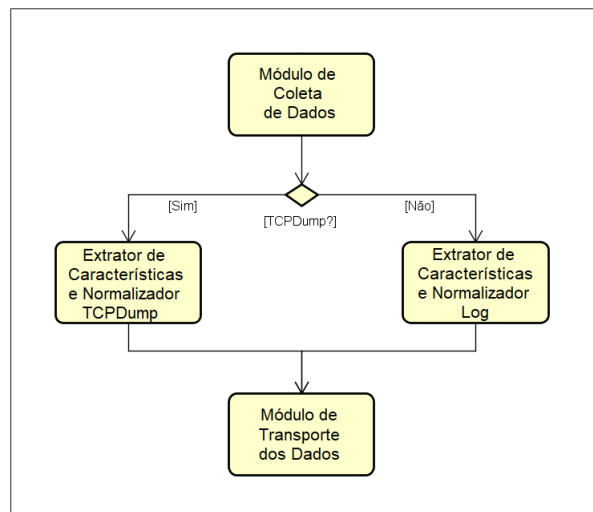 Módulo de
Coleta
de Dados
[Sim]
[TCPDump?]
[Não]
Extrator de
Características
e Normalizador
TCPDump
Extrator de
Características
e Normalizador
Log
Módulo de
Transporte
dos Dados